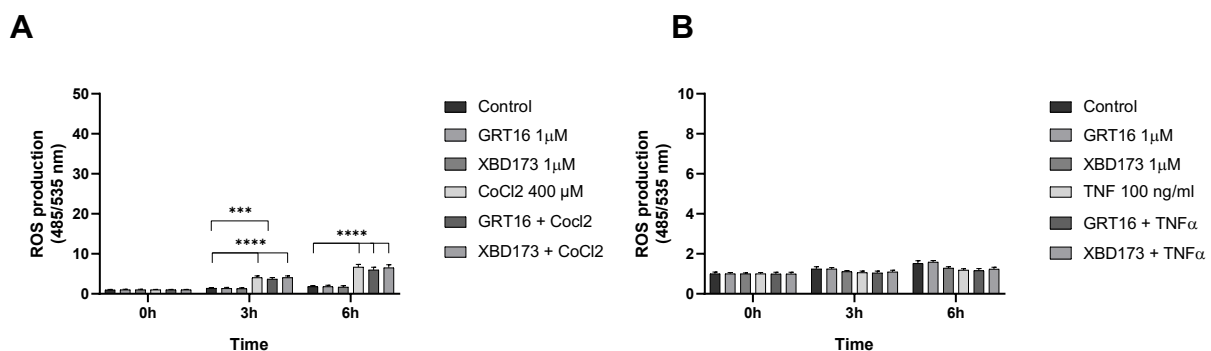 A
ROS production
(485/535 nm)
50
40
30
20
10
0
***
****
****
0h
3h
6h
Time
Control
GRT16 1μM
XBD173 1μM
CoCl2 400 μM
GRT16 + Cocl2
XBD173 + CoCl2
B
ROS production
(485/535 nm)
10
8
6
4
2
0
0h
3h
6h
Time
Control
GRT16 1μM
XBD173 1μM
TNF 100 ng/ml
GRT16 + TNFα
XBD173 + TNFα